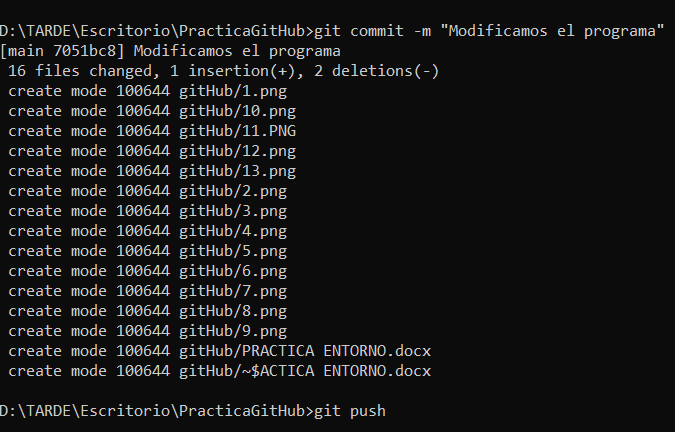 D:\TARDE\Escritorio\PracticaGitHub>git commit -m "Modificamos el programa"
[main 7051bc8] Modificamos el programa
 16 files changed, 1 insertion(+), 2 deletions(-)
 create mode 100644 gitHub/1.png
 create mode 100644 gitHub/10.png
 create mode 100644 gitHub/11.PNG
 create mode 100644 gitHub/12.png
 create mode 100644 gitHub/13.png
 create mode 100644 gitHub/2.png
 create mode 100644 gitHub/3.png
 create mode 100644 gitHub/4.png
 create mode 100644 gitHub/5.png
 create mode 100644 gitHub/6.png
 create mode 100644 gitHub/7.png
 create mode 100644 gitHub/8.png
 create mode 100644 gitHub/9.png
 create mode 100644 gitHub/PRACTICA ENTORNO.docx
 create mode 100644 gitHub/~$ACTICA ENTORNO.docx
D:\TARDE\Escritorio\PracticaGitHub>git push